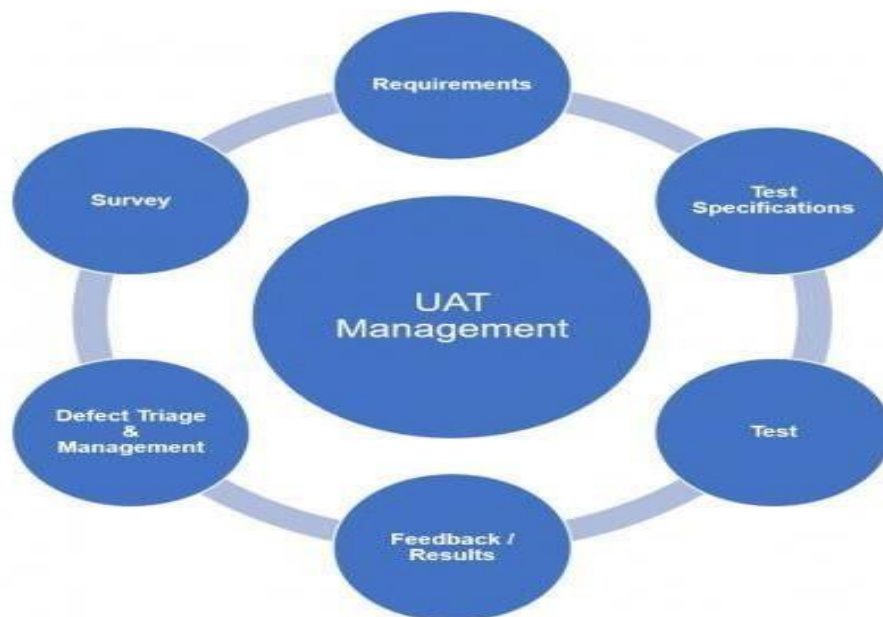 Requirements
Test
Specifications
Test
Feedback /
Results
Defect Triage
&
Management
Survey
UAT
Management